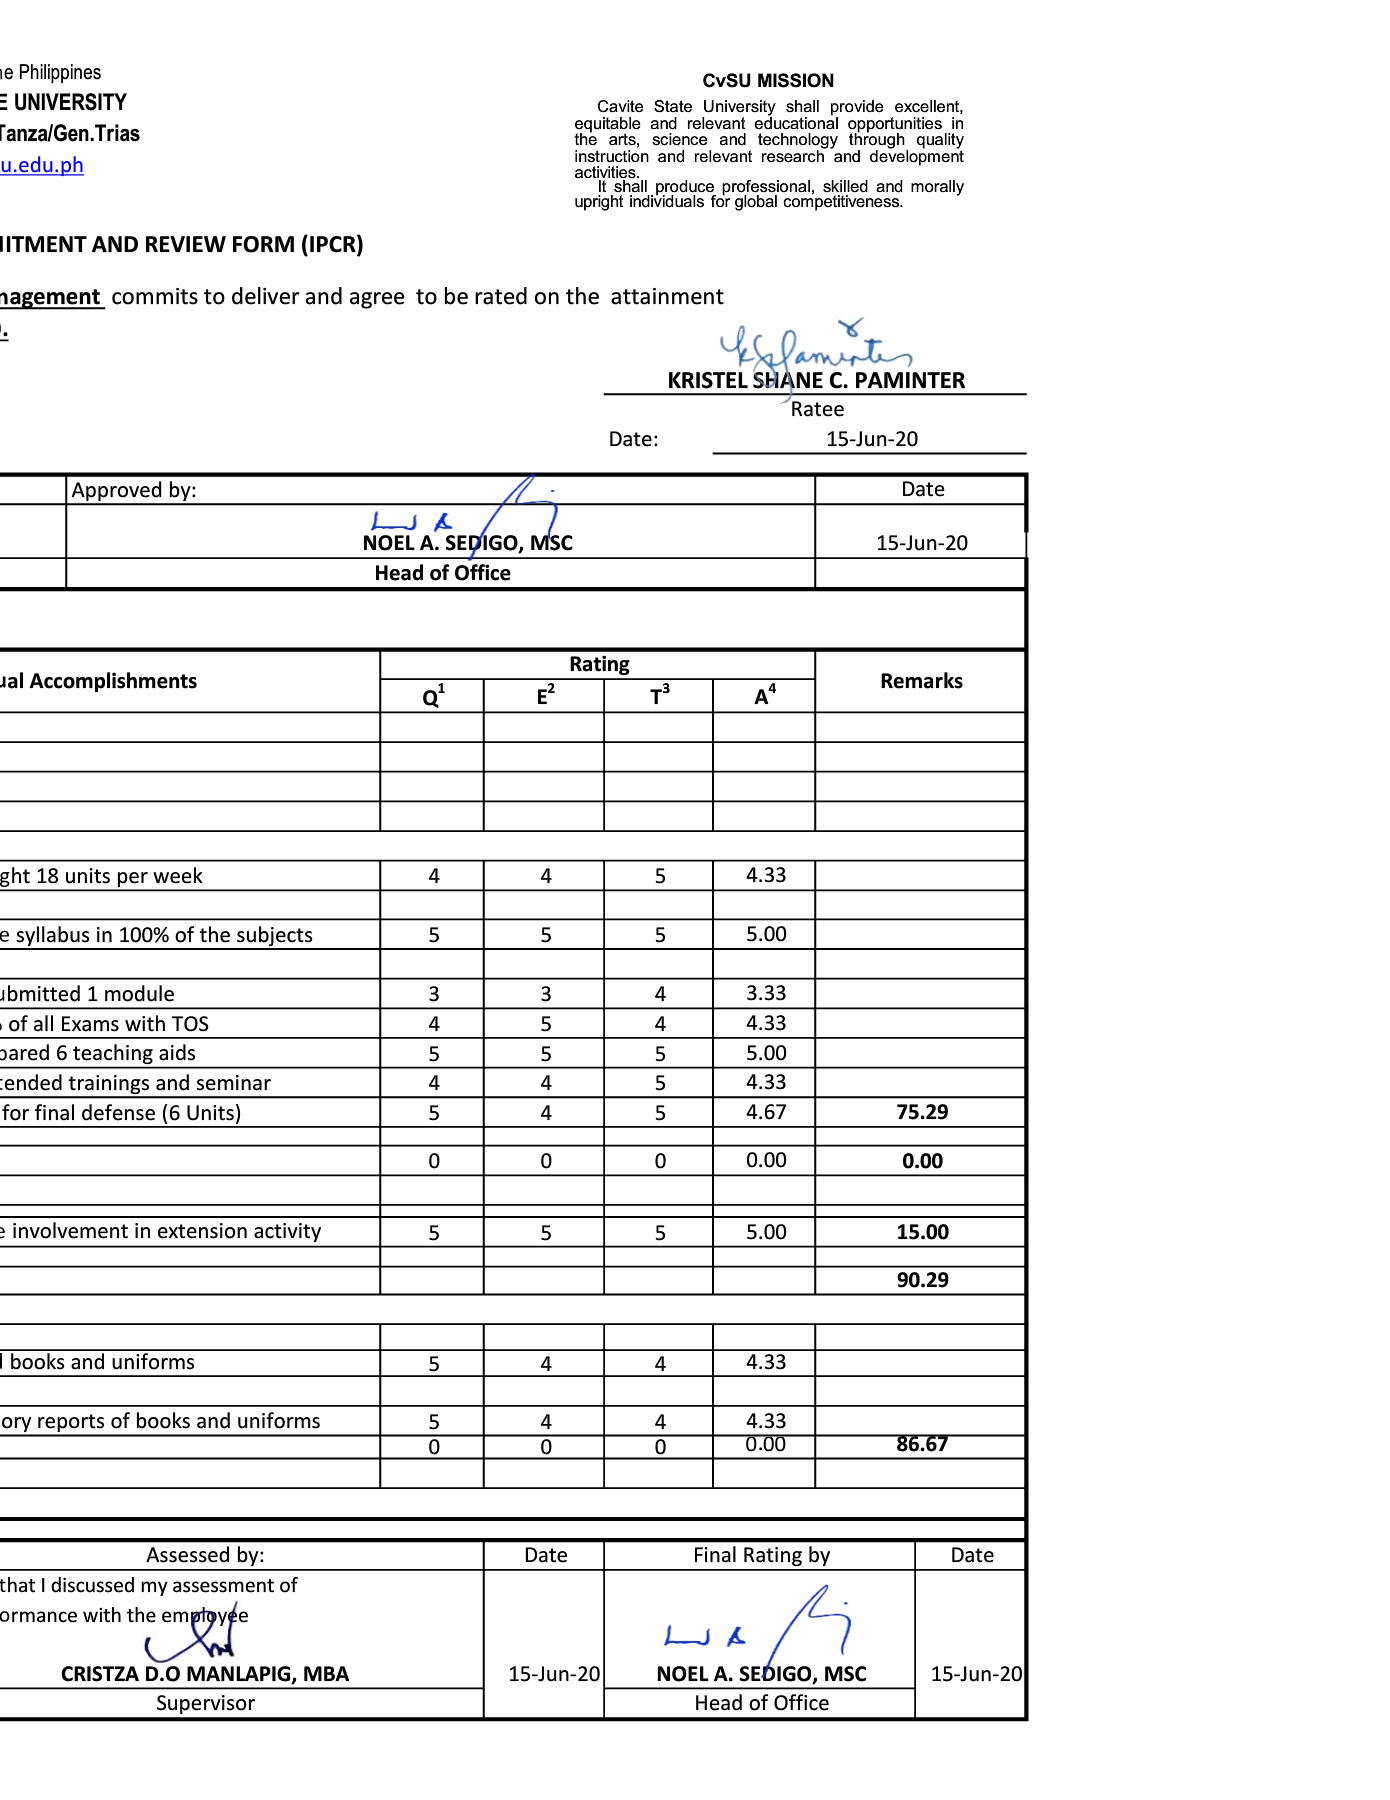 ne Philippines
E UNIVERSITY
Tanza/Gen.Trias
u.edu.ph
CvSU MISSION
Cavite State University shall provide excellent,
equitable and relevant educational opportunities in
the arts, science and technology through quality
instruction and relevant research and development
activities.
It shall produce professional, skilled and morally
upright individuals for global competitiveness.
IITMENT AND REVIEW FORM (IPCR)
nagement commits to deliver and agree to be rated on the attainment
).
KSPaminter
KRISTEL SHANE C. PAMINTER
Ratee
Date: 15-Jun-20
Approved by: Date
NOEL A. SEDIGO, MSC 15-Jun-20
Head of Office
ual Accomplishments Rating Remarks
Q1 E2 T3 A4
ght 18 units per week 4 4 5 4.33
e syllabus in 100% of the subjects 5 5 5 5.00
ubmitted 1 module 3 3 4 3.33
% of all Exams with TOS 4 5 4 4.33
pared 6 teaching aids 5 5 5 5.00
tended trainings and seminar 4 4 5 4.33
for final defense (6 Units) 5 4 5 4.67 75.29
0 0 0 0.00 0.00
e involvement in extension activity 5 5 5 5.00 15.00
90.29
d books and uniforms 5 4 4 4.33
ory reports of books and uniforms 5 4 4 4.33
0 0 0 0.00 86.67
Assessed by: Date Final Rating by Date
that I discussed my assessment of
ormance with the employee
CRISTZA D.O MANLAPIG, MBA 15-Jun-20 NOEL A. SEDIGO, MSC 15-Jun-20
Supervisor Head of Office